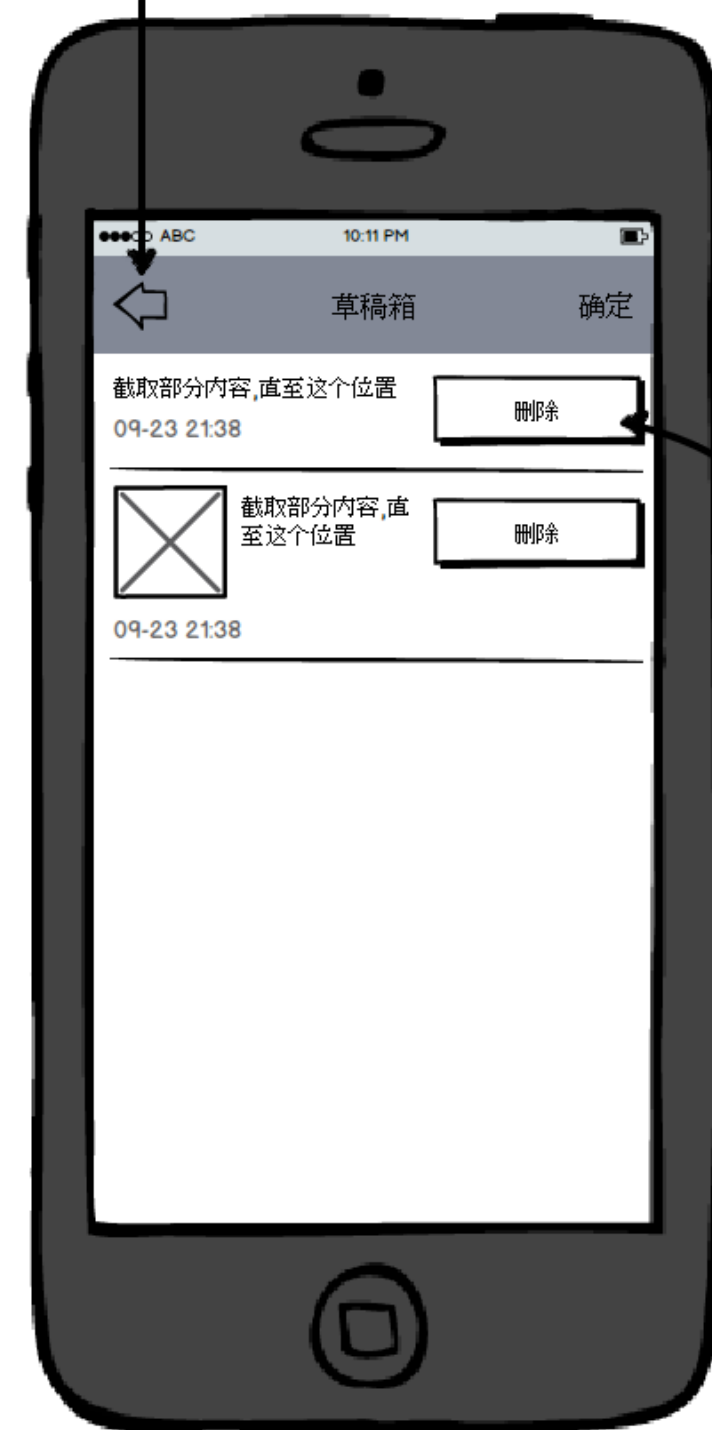 ABC 10:11 PM
草稿箱 确定
截取部分内容,直至这个位置
删除
09-23 21:38
截取部分内容,直
至这个位置
删除
09-23 21:38